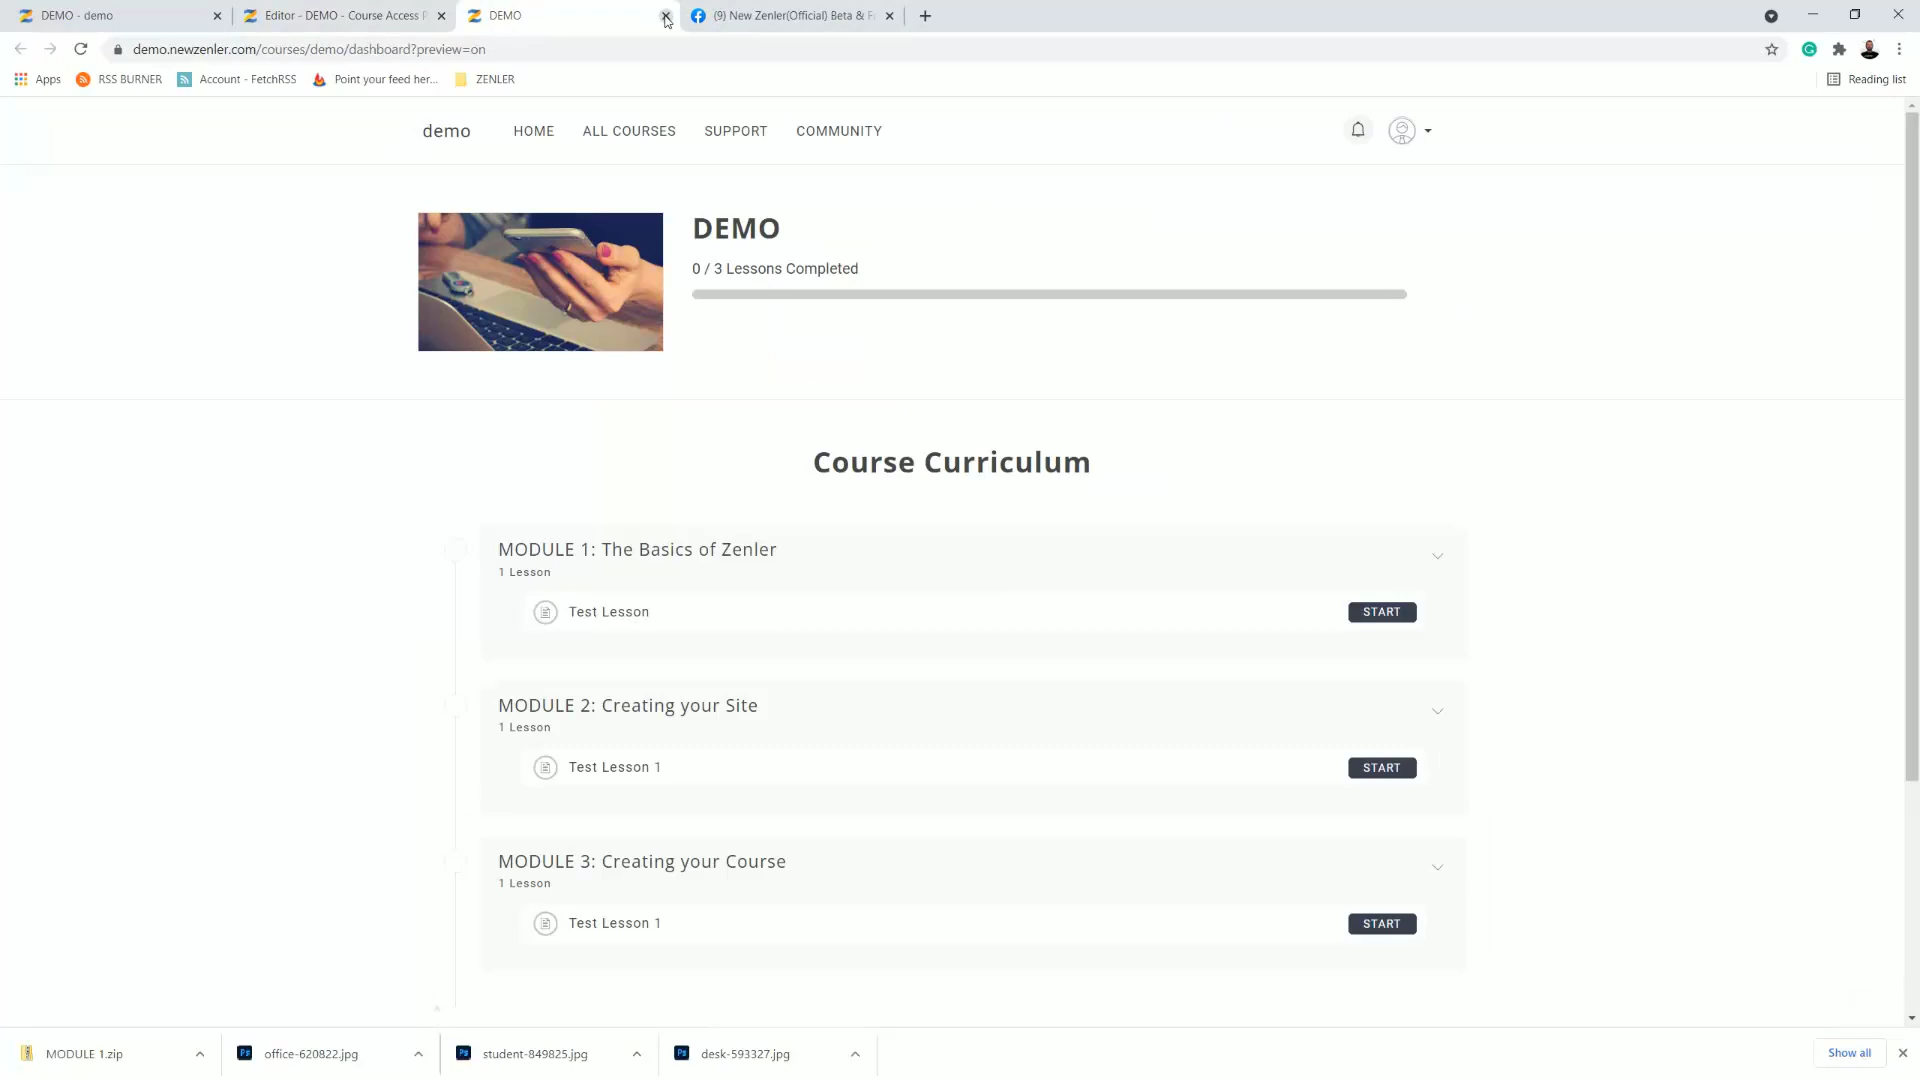 DEMO - demo
Editor - DEMO - Course Access P
DEMO
(9) New Zenler(Official) Beta & F
demo.newzenler.com/courses/demo/dashboard?preview=on
Apps
RSS BURNER
Account - FetchRSS
Point your feed her...
ZENLER
Reading list
demo
HOME
ALL COURSES
SUPPORT
COMMUNITY
DEMO
0 / 3 Lessons Completed
Course Curriculum
MODULE 1: The Basics of Zenler
1 Lesson
Test Lesson
START
MODULE 2: Creating your Site
1 Lesson
Test Lesson 1
START
MODULE 3: Creating your Course
1 Lesson
Test Lesson 1
START
MODULE 1.zip
office-620822.jpg
student-849825.jpg
desk-593327.jpg
Show all